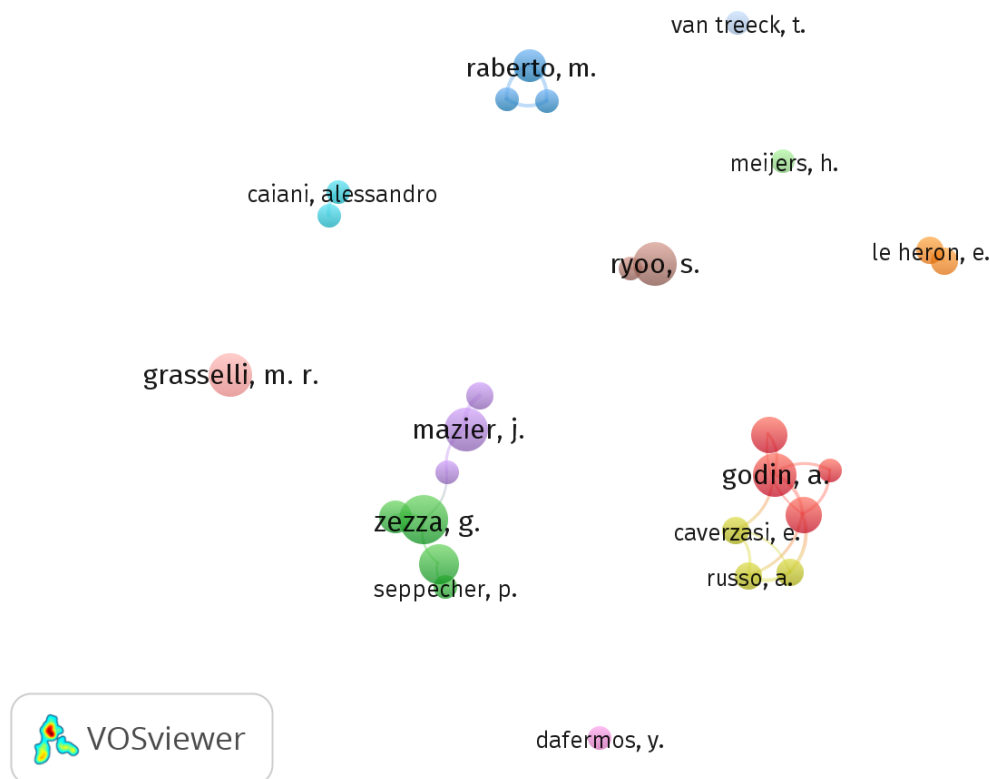 van treeck, t.
raberto, m.
meijers, h.
caiani, alessandro
le heron, e.
ryoo, s.
grasselli, m. r.
mazier, j.
godin, a.
zezza, g.
caverzasi, e.
russo, a.
seppecher, p.
VOSviewer
dafermos, y.